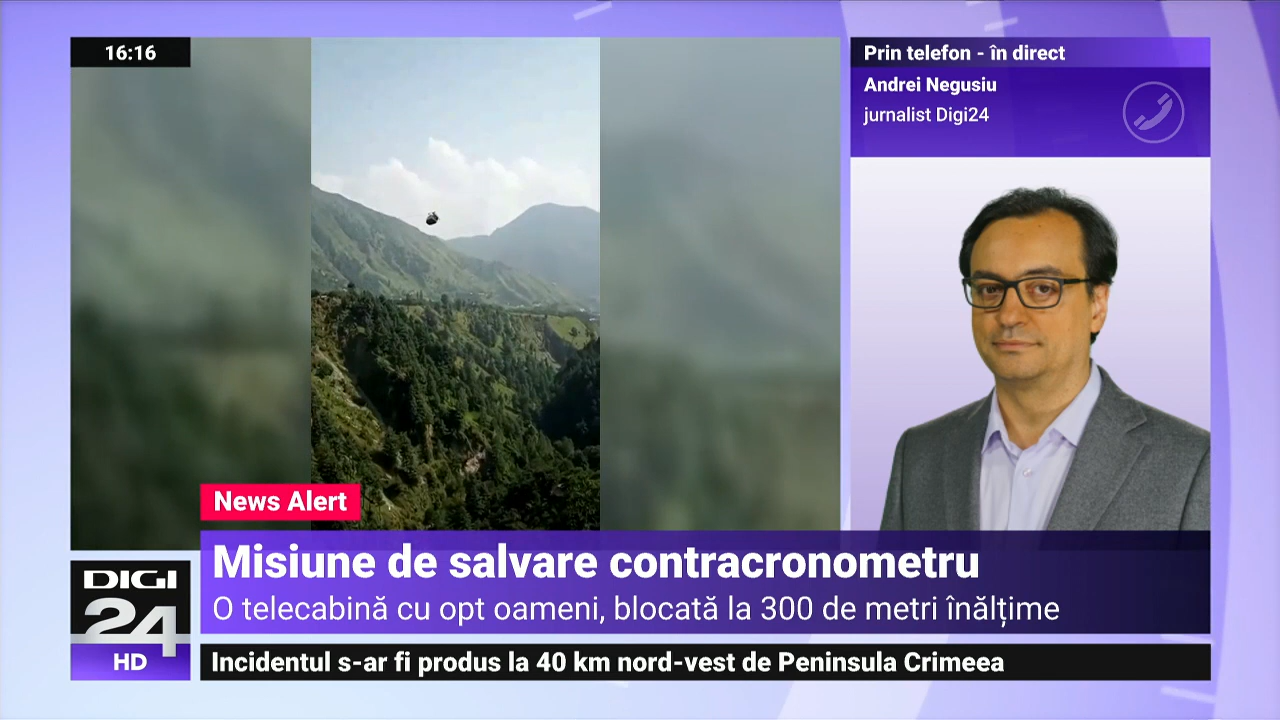 16:16
Prin telefon - în direct
Andrei Negusiu
jurnalist Digi24
News Alert
Misiune de salvare contracronometru
O telecabină cu opt oameni, blocată la 300 de metri înălțime
DIGI
24
HD
Incidentul s-ar fi produs la 40 km nord-vest de Peninsula Crimeea